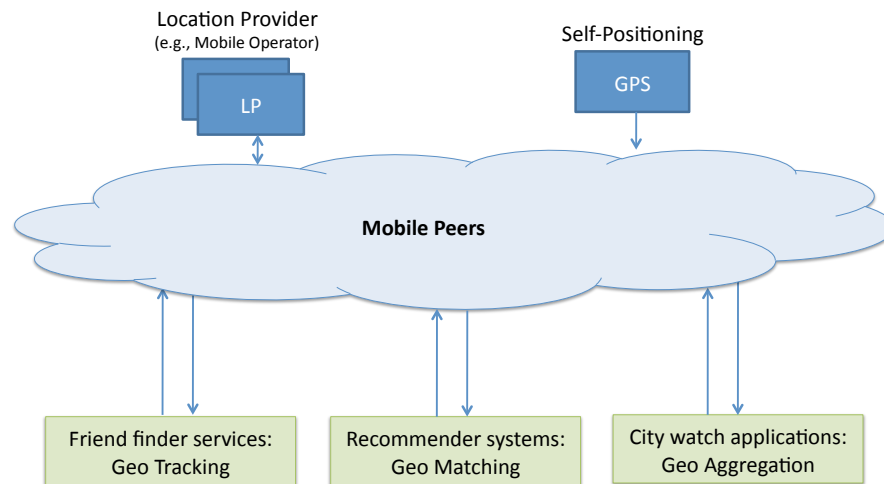 Location Provider
(e.g., Mobile Operator)
LP
Self-Positioning
GPS
Mobile Peers
Friend finder services:
Geo Tracking
Recommender systems:
Geo Matching
City watch applications:
Geo Aggregation